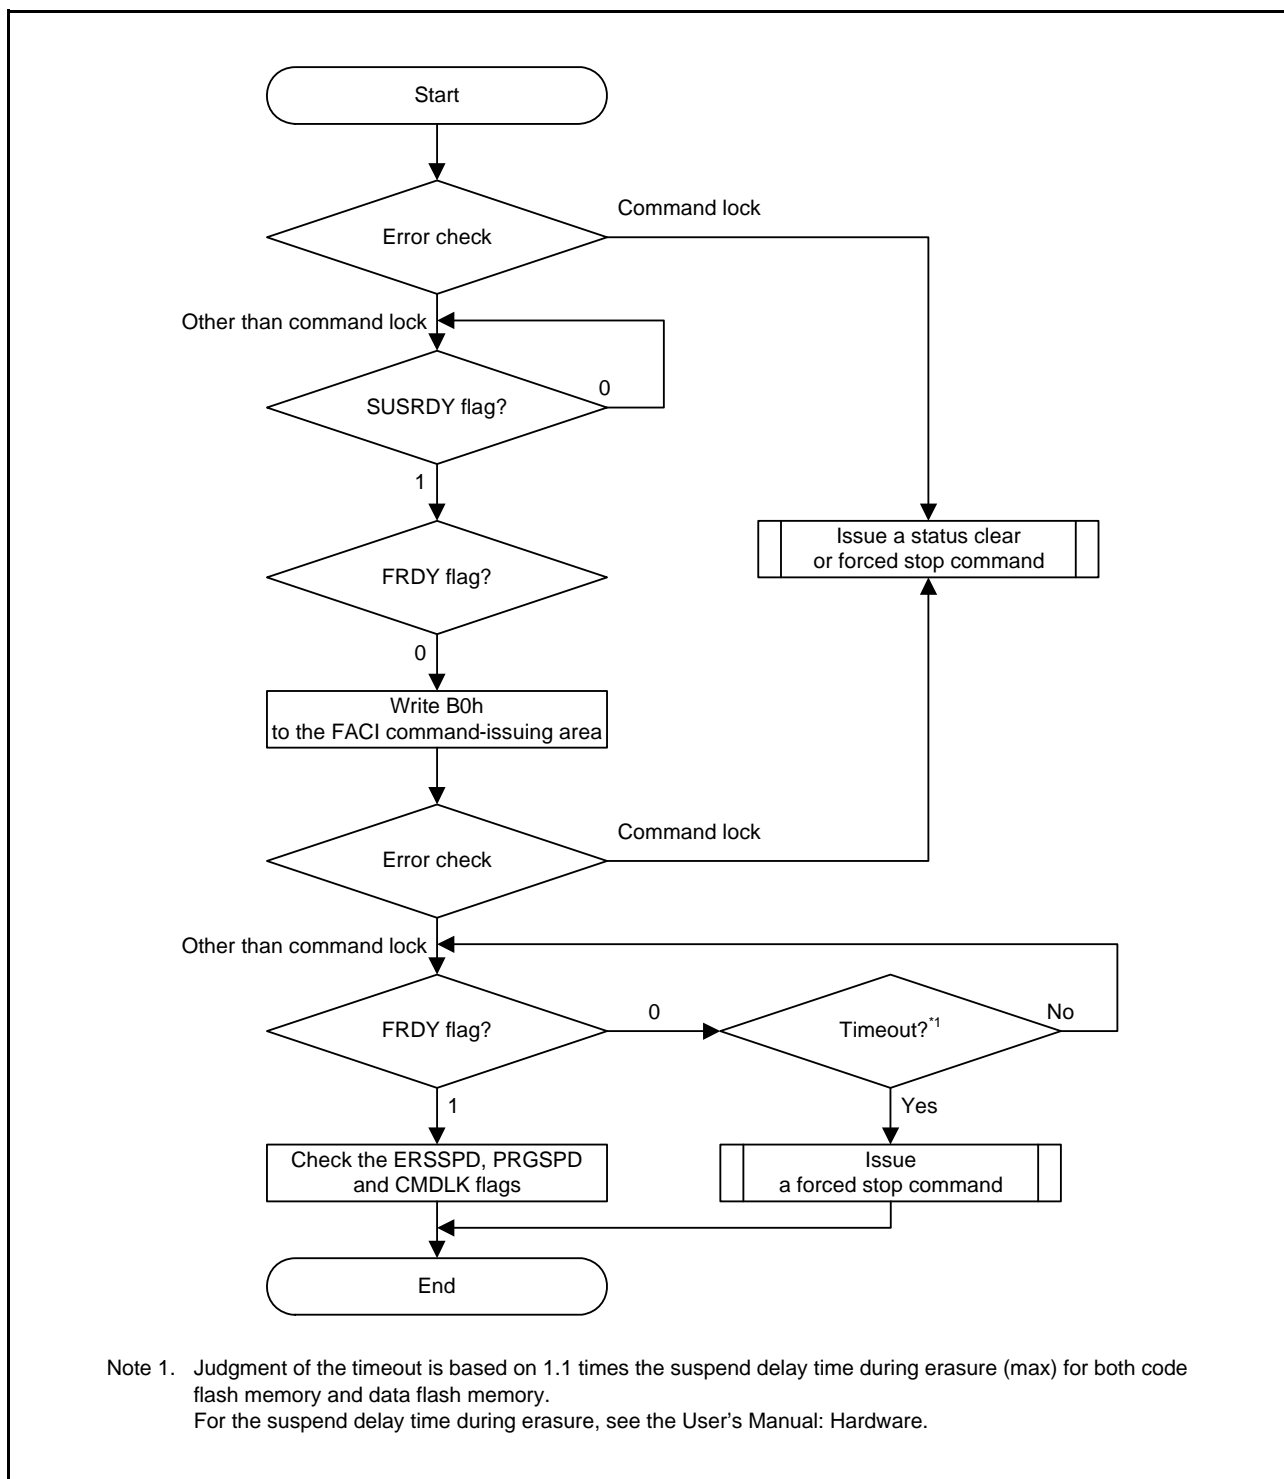 Start
Error check
Command lock
Other than command lock
SUSRDY flag?
0
1
FRDY flag?
0
Issue a status clear
or forced stop command
Write B0h
to the FACI command-issuing area
Error check
Command lock
Other than command lock
FRDY flag?
0
Timeout?*1
No
1
Yes
Check the ERSSPD, PRGSPD
and CMDLK flags
Issue
a forced stop command
End
Note 1. Judgment of the timeout is based on 1.1 times the suspend delay time during erasure (max) for both code
flash memory and data flash memory.
For the suspend delay time during erasure, see the User's Manual: Hardware.